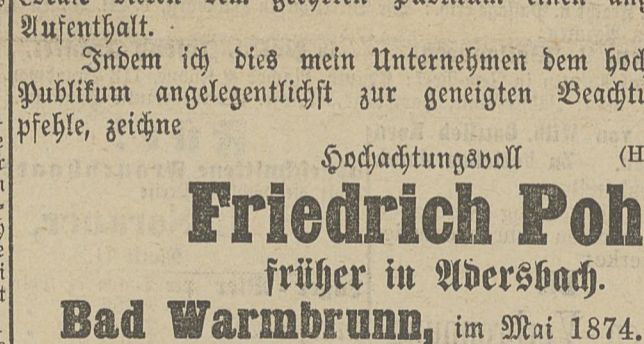 Aufenthalt.
Indem ich dies mein Unternehmen dem hoch
Publikum angelegentlichst zur geneigten Beachtu
pfehle, zeichne
Hochachtungsvoll (H
Friedrich Poh
früher in Adersbach.
Bad Warmbrunn, im Mai 1874.